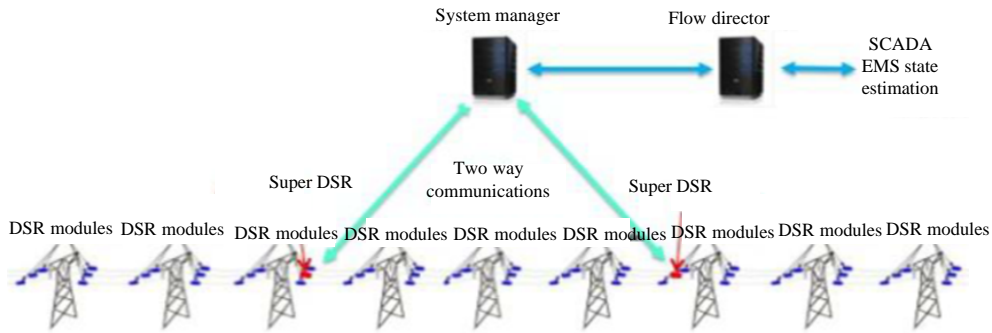 System manager
Flow director
SCADA
EMS state
estimation
Two way
communications
Super DSR
Super DSR
DSR modules
DSR modules
DSR modules
DSR modules
DSR modules
DSR modules
DSR modules
DSR modules
DSR modules